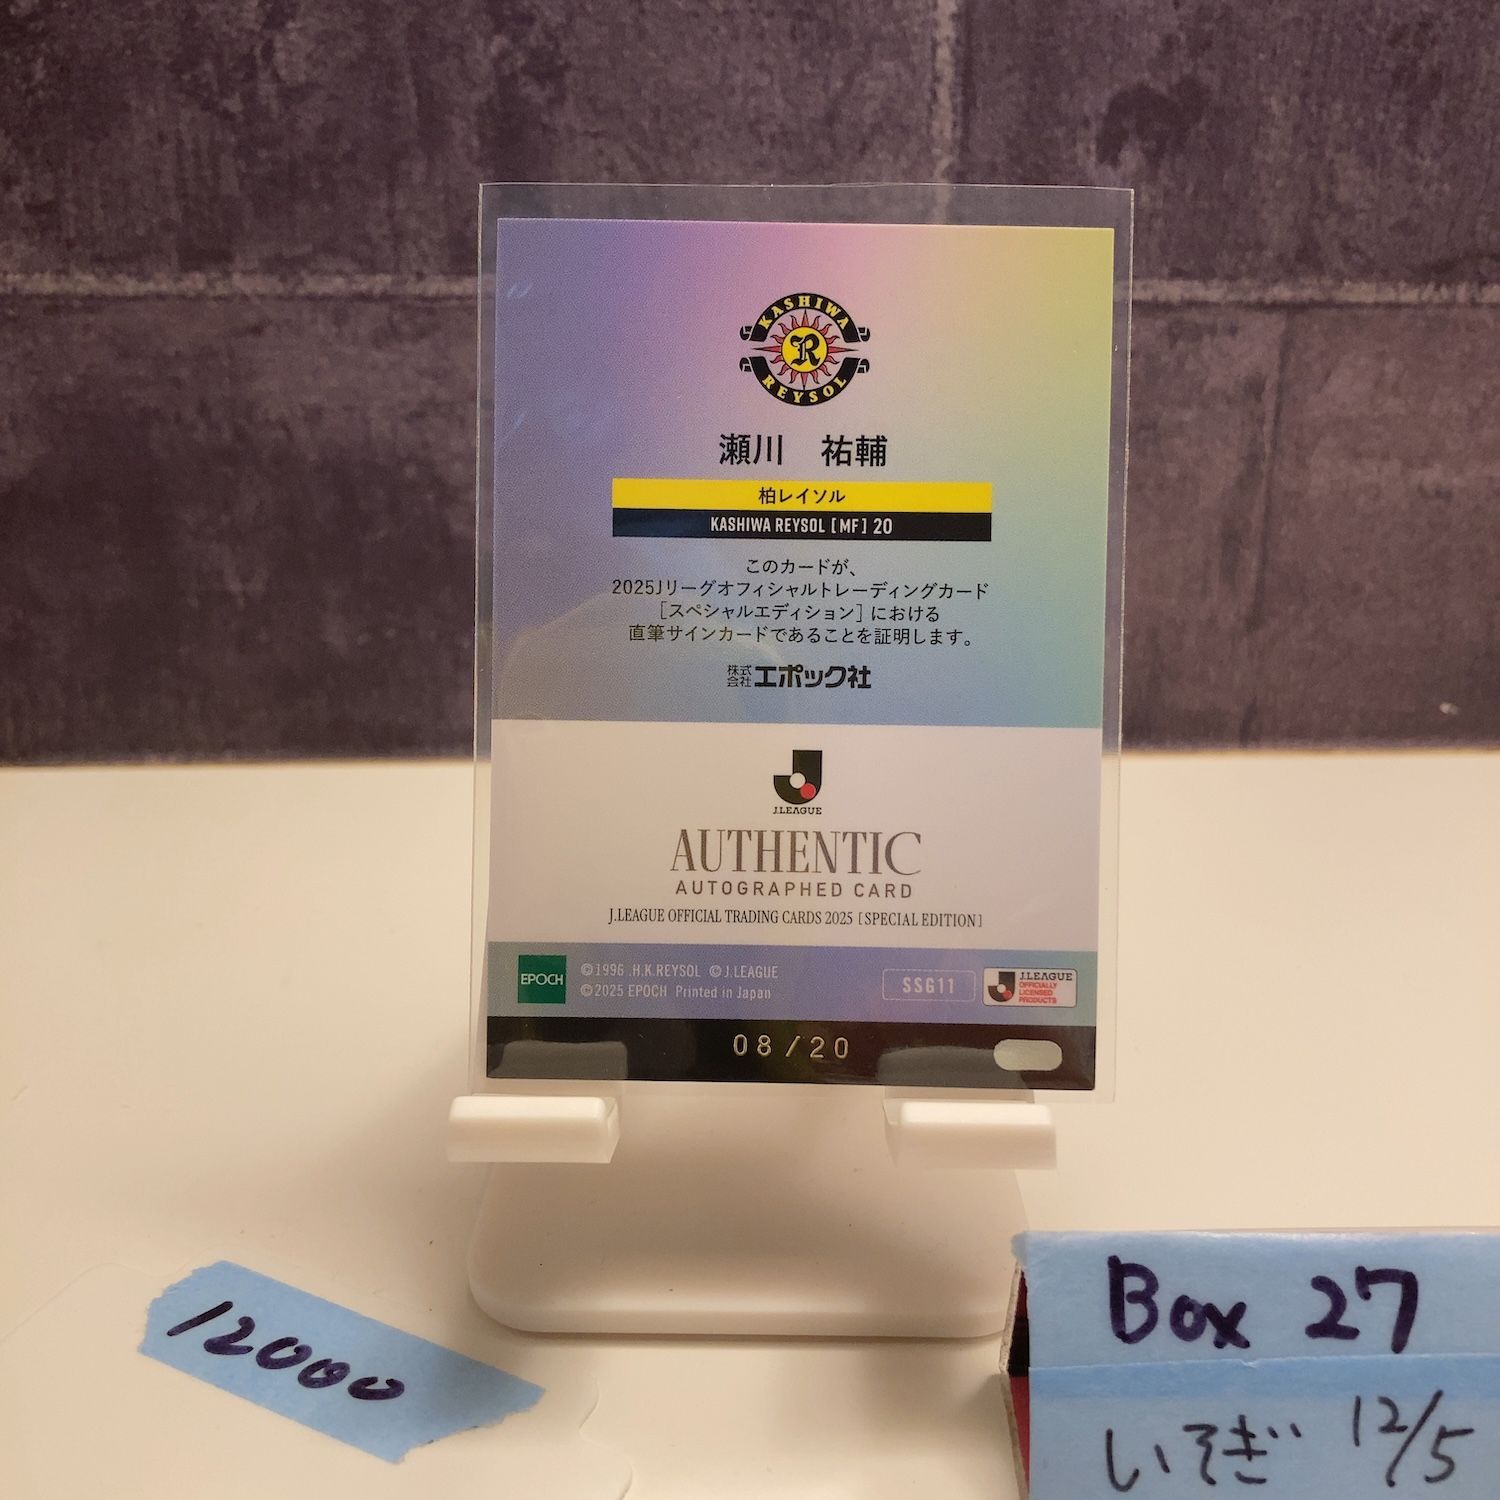 KASHIWA
R
REYSOL
瀬川 祐輔
柏レイソル
KASHIWA REYSOL [MF] 20
このカードが、
2025Jリーグオフィシャルトレーディングカード
[スペシャルエディション]における
直筆サインカードであることを証明します。
株式会社エポック社
J.LEAGUE
AUTHENTIC
AUTOGRAPHED CARD
J.LEAGUE OFFICIAL TRADING CARDS 2025 [SPECIAL EDITION]
EPOCH
©1996 .H.K.REYSOL ©J.LEAGUE
©2025 EPOCH Printed in Japan
SSG11
J.LEAGUE
OFFICIALLY
LICENSED
PRODUCTS
08/20
12000
Box 27
いそぎ 12/5